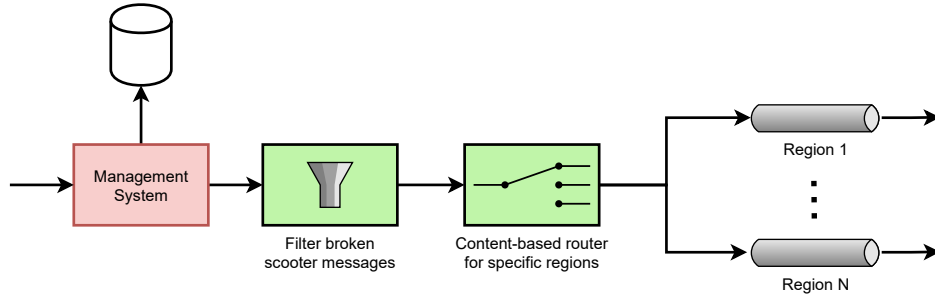 Management
System
Filter broken
scooter messages
Content-based router
for specific regions
Region 1
Region N